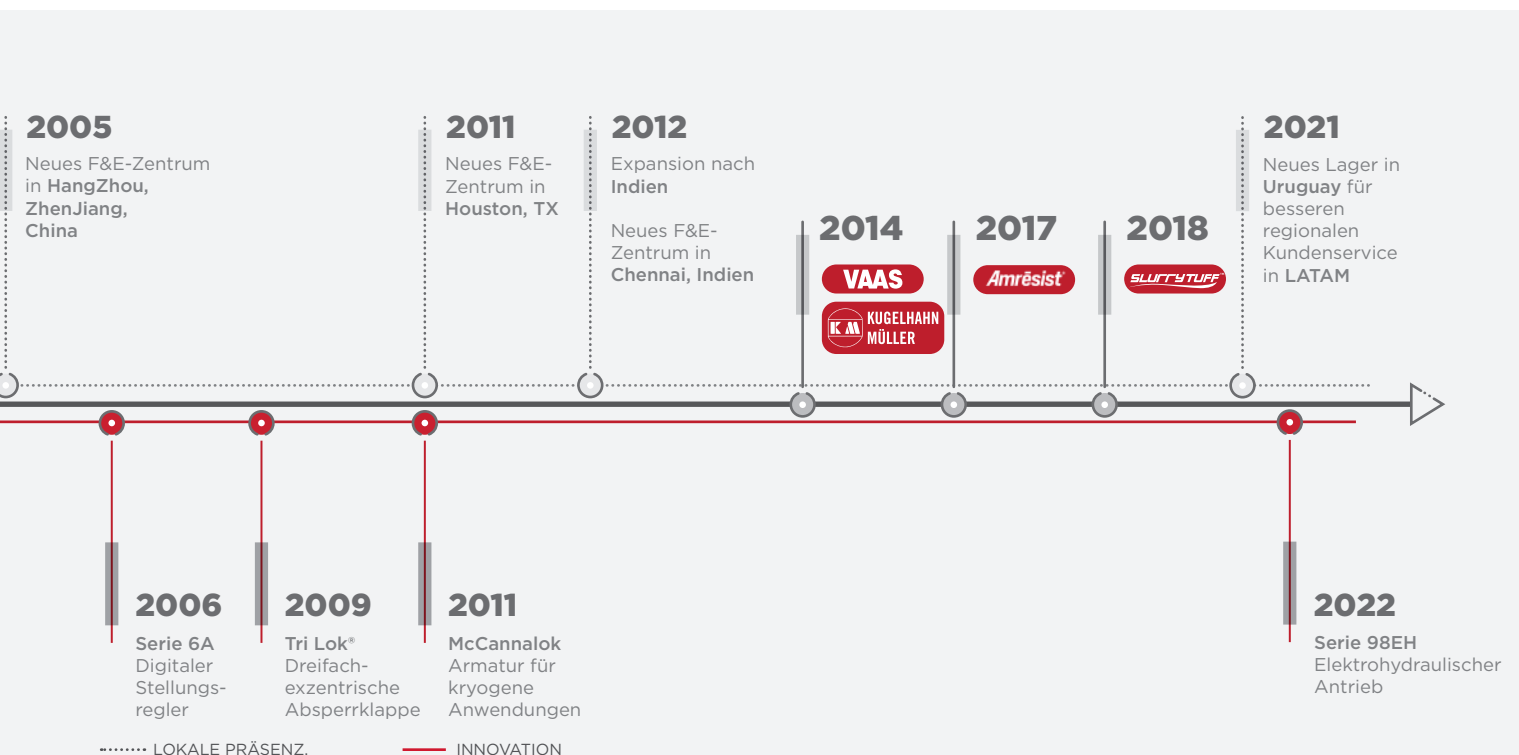 2005
Neues F&E-Zentrum
in HangZhou,
ZhenJiang,
China
2011
Neues F&E-
Zentrum in
Houston, TX
2012
Expansion nach
Indien
Neues F&E-
Zentrum in
Chennai, Indien
2014
VAAS
KM KUGELHAHN
MÜLLER
2017
Amrēsist®
2018
SLURRYTUFF™
2021
Neues Lager in
Uruguay für
besseren
regionalen
Kundenservice
in LATAM
2006
Serie 6A
Digitaler
Stellungs-
regler
2009
Tri Lok®
Dreifach-
exzentrische
Absperrklappe
2011
McCannalok
Armatur für
kryogene
Anwendungen
2022
Serie 98EH
Elektrohydraulischer
Antrieb
LOKALE PRÄSENZ.
INNOVATION